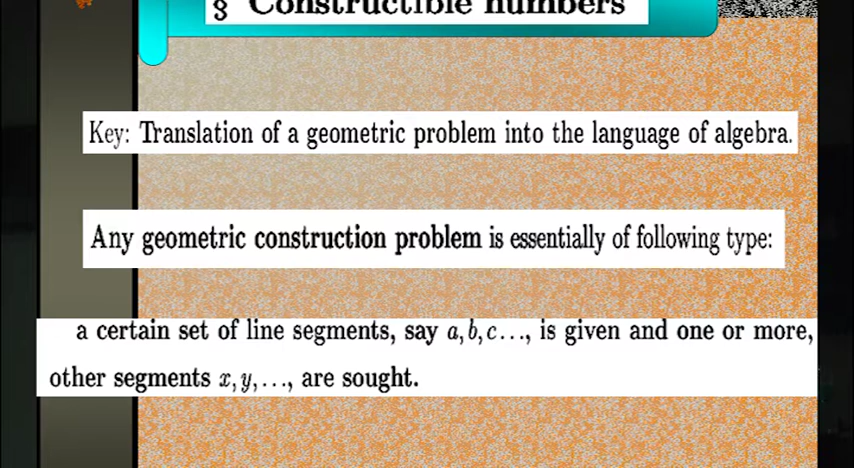 § Constructible numbers
Key: Translation of a geometric problem into the language of algebra.
Any geometric construction problem is essentially of following type:
a certain set of line segments, say a, b, c..., is given and one or more,
other segments x, y, ..., are sought.